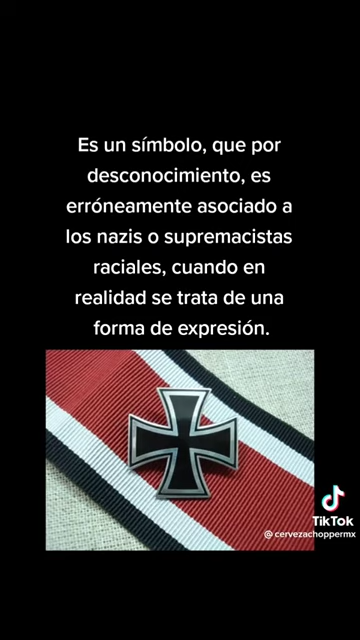 Es un símbolo, que por
desconocimiento, es
erróneamente asociado a
los nazis o supremacistas
raciales, cuando en
realidad se trata de una
forma de expresión.
TikTok
@cervezachoppermx